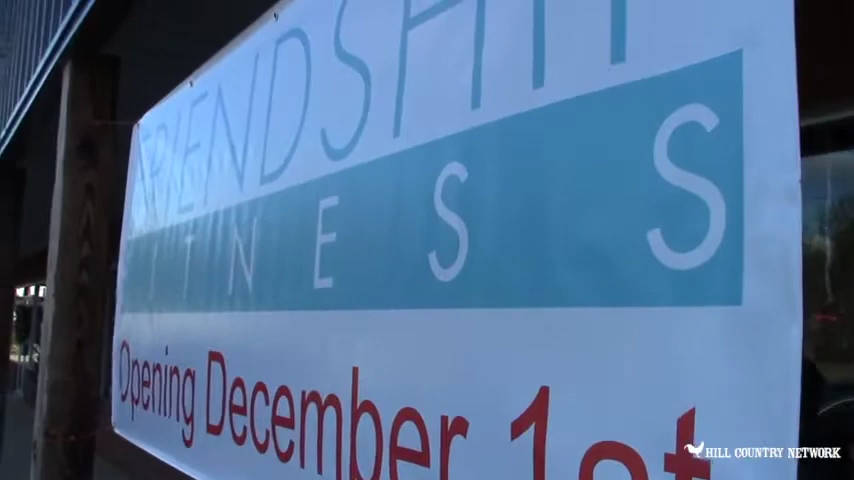 FRIENDSHIP
FITNESS
Opening December 1st
HILL COUNTRY NETWORK